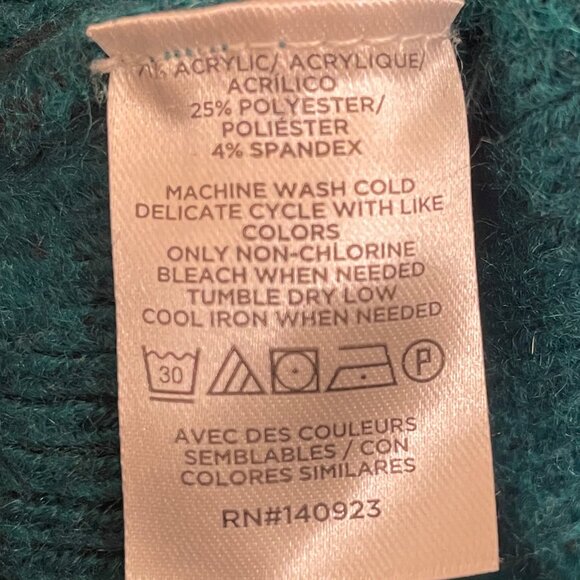 ACRYLIC/ ACRYLIQUE/
ACRÍLICO
25% POLYESTER/
POLIÉSTER
4% SPANDEX
MACHINE WASH COLD
DELICATE CYCLE WITH LIKE
COLORS
ONLY NON-CHLORINE
BLEACH WHEN NEEDED
TUMBLE DRY LOW
COOL IRON WHEN NEEDED
30 P
AVEC DES COULEURS
SEMBLABLES / CON
COLORES SIMILARES
RN#140923